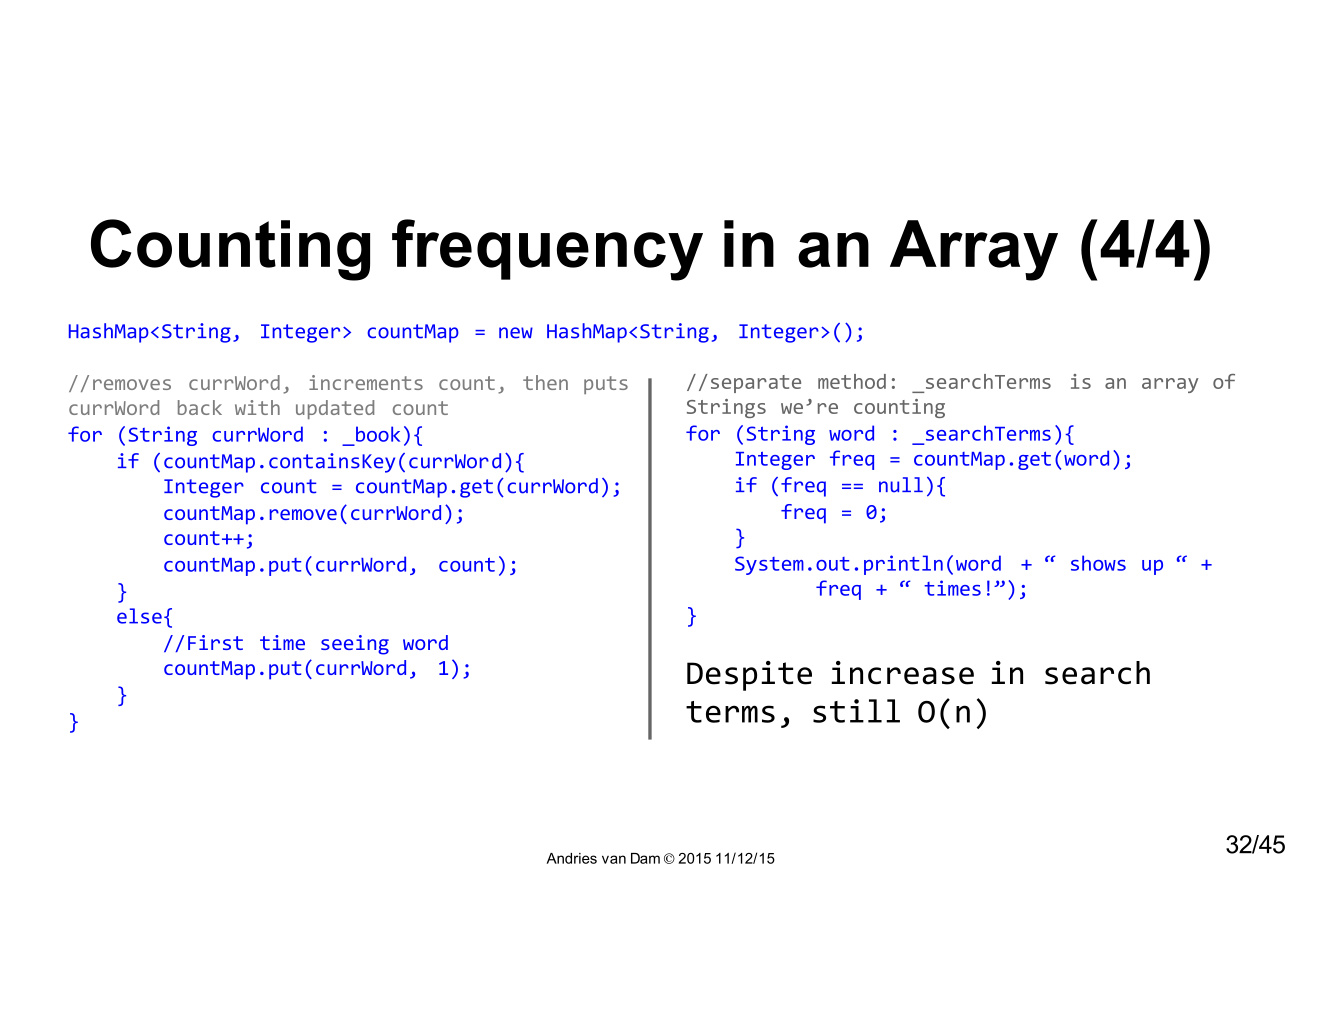 Counting frequency in an Array (4/4)
HashMap<String, Integer> countMap = new HashMap<String, Integer>();
//removes currWord, increments count, then puts
currWord back with updated count
for (String currWord : _book){
    if (countMap.containsKey(currWord){
        Integer count = countMap.get(currWord);
        countMap.remove(currWord);
        count++;
        countMap.put(currWord, count);
    }
    else{
        //First time seeing word
        countMap.put(currWord, 1);
    }
}
//separate method: _searchTerms is an array of
Strings we’re counting
for (String word : _searchTerms){
    Integer freq = countMap.get(word);
    if (freq == null){
        freq = 0;
    }
    System.out.println(word + “ shows up “ +
           freq + “ times!”);
}
Despite increase in search
terms, still O(n)
Andries van Dam © 2015 11/12/15
32/45